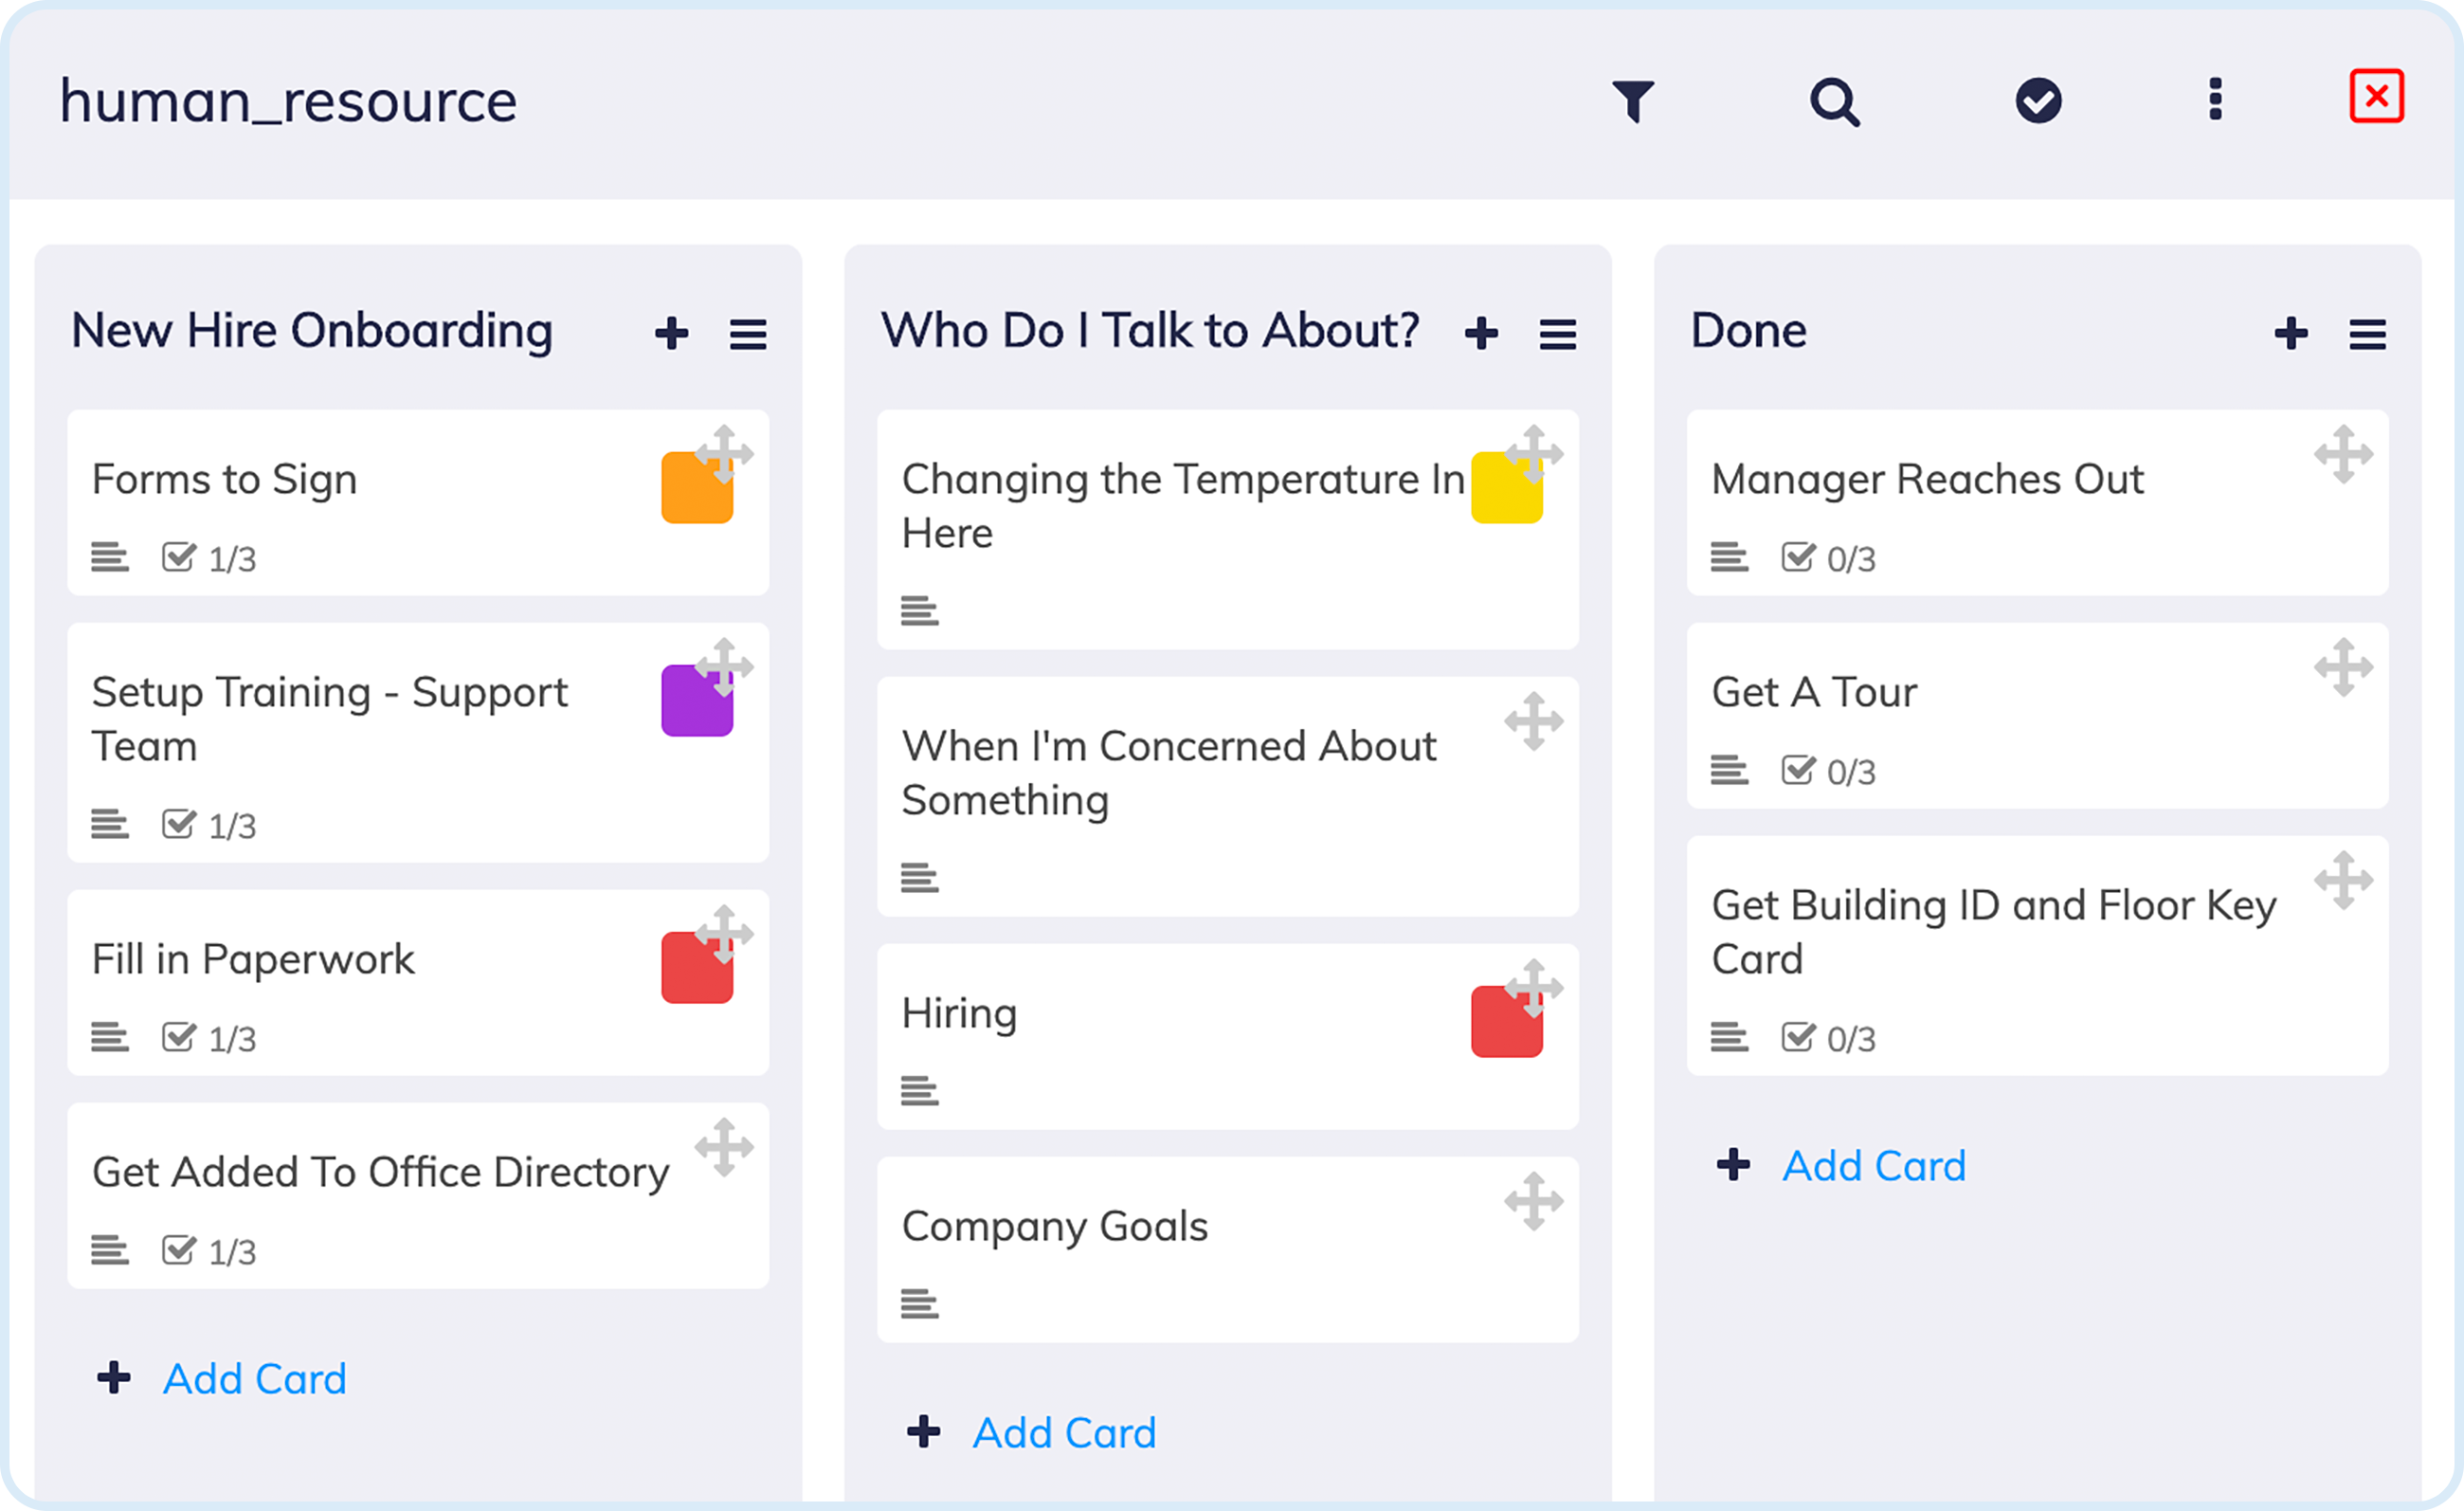 human_resource
New Hire Onboarding
Forms to Sign
1/3
Setup Training - Support
Team
1/3
Fill in Paperwork
1/3
Get Added To Office Directory
1/3
Add Card
Who Do I Talk to About?
Changing the Temperature In
Here
When I'm Concerned About
Something
Hiring
Company Goals
Add Card
Done
Manager Reaches Out
0/3
Get A Tour
0/3
Get Building ID and Floor Key
Card
0/3
Add Card